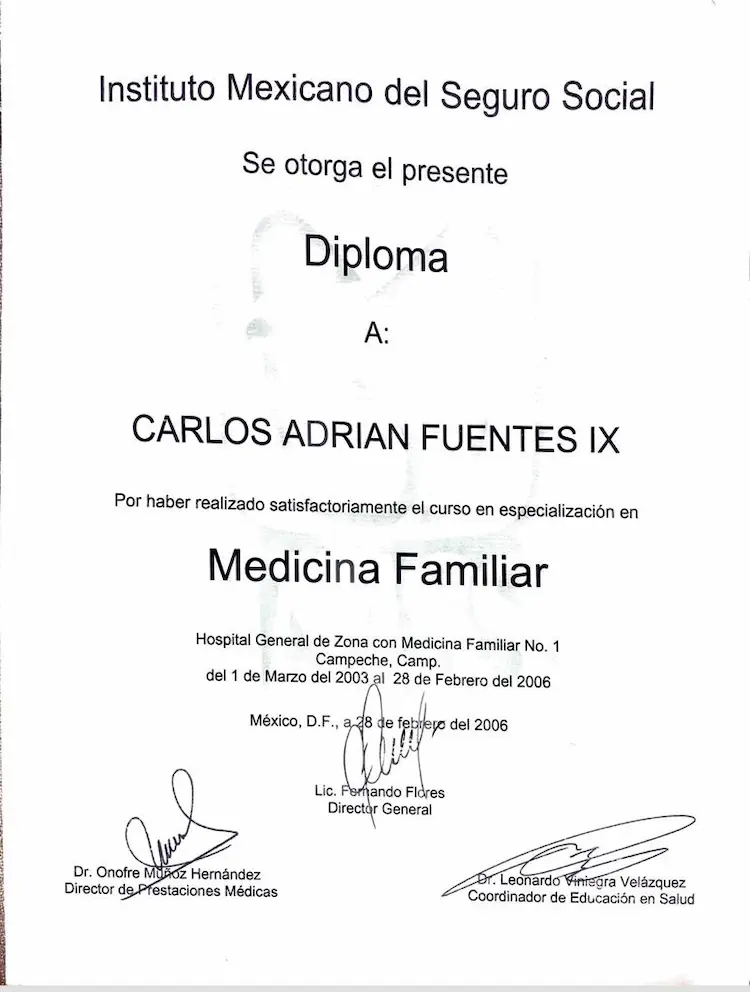 Instituto Mexicano del Seguro Social
Se otorga el presente
Diploma
A:
CARLOS ADRIAN FUENTES IX
Por haber realizado satisfactoriamente el curso en especialización en
Medicina Familiar
Hospital General de Zona con Medicina Familiar No. 1
Campeche, Camp.
del 1 de Marzo del 2003 al 28 de Febrero del 2006
México, D.F., a 28 de febrero del 2006
Lic. Fernando Flores
Director General
Dr. Onofre Muñoz Hernández
Director de Prestaciones Médicas
Dr. Leonardo Viniegra Velázquez
Coordinador de Educación en Salud